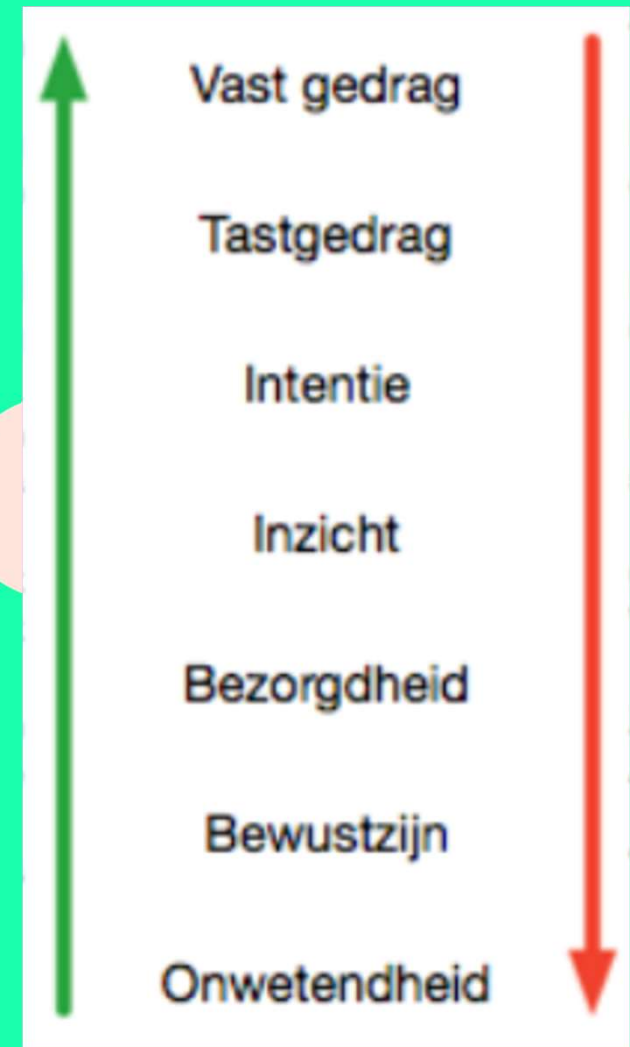 Vast gedrag
Tastgedrag
Intentie
Inzicht
Bezorgdheid
Bewustzijn
Onwetendheid